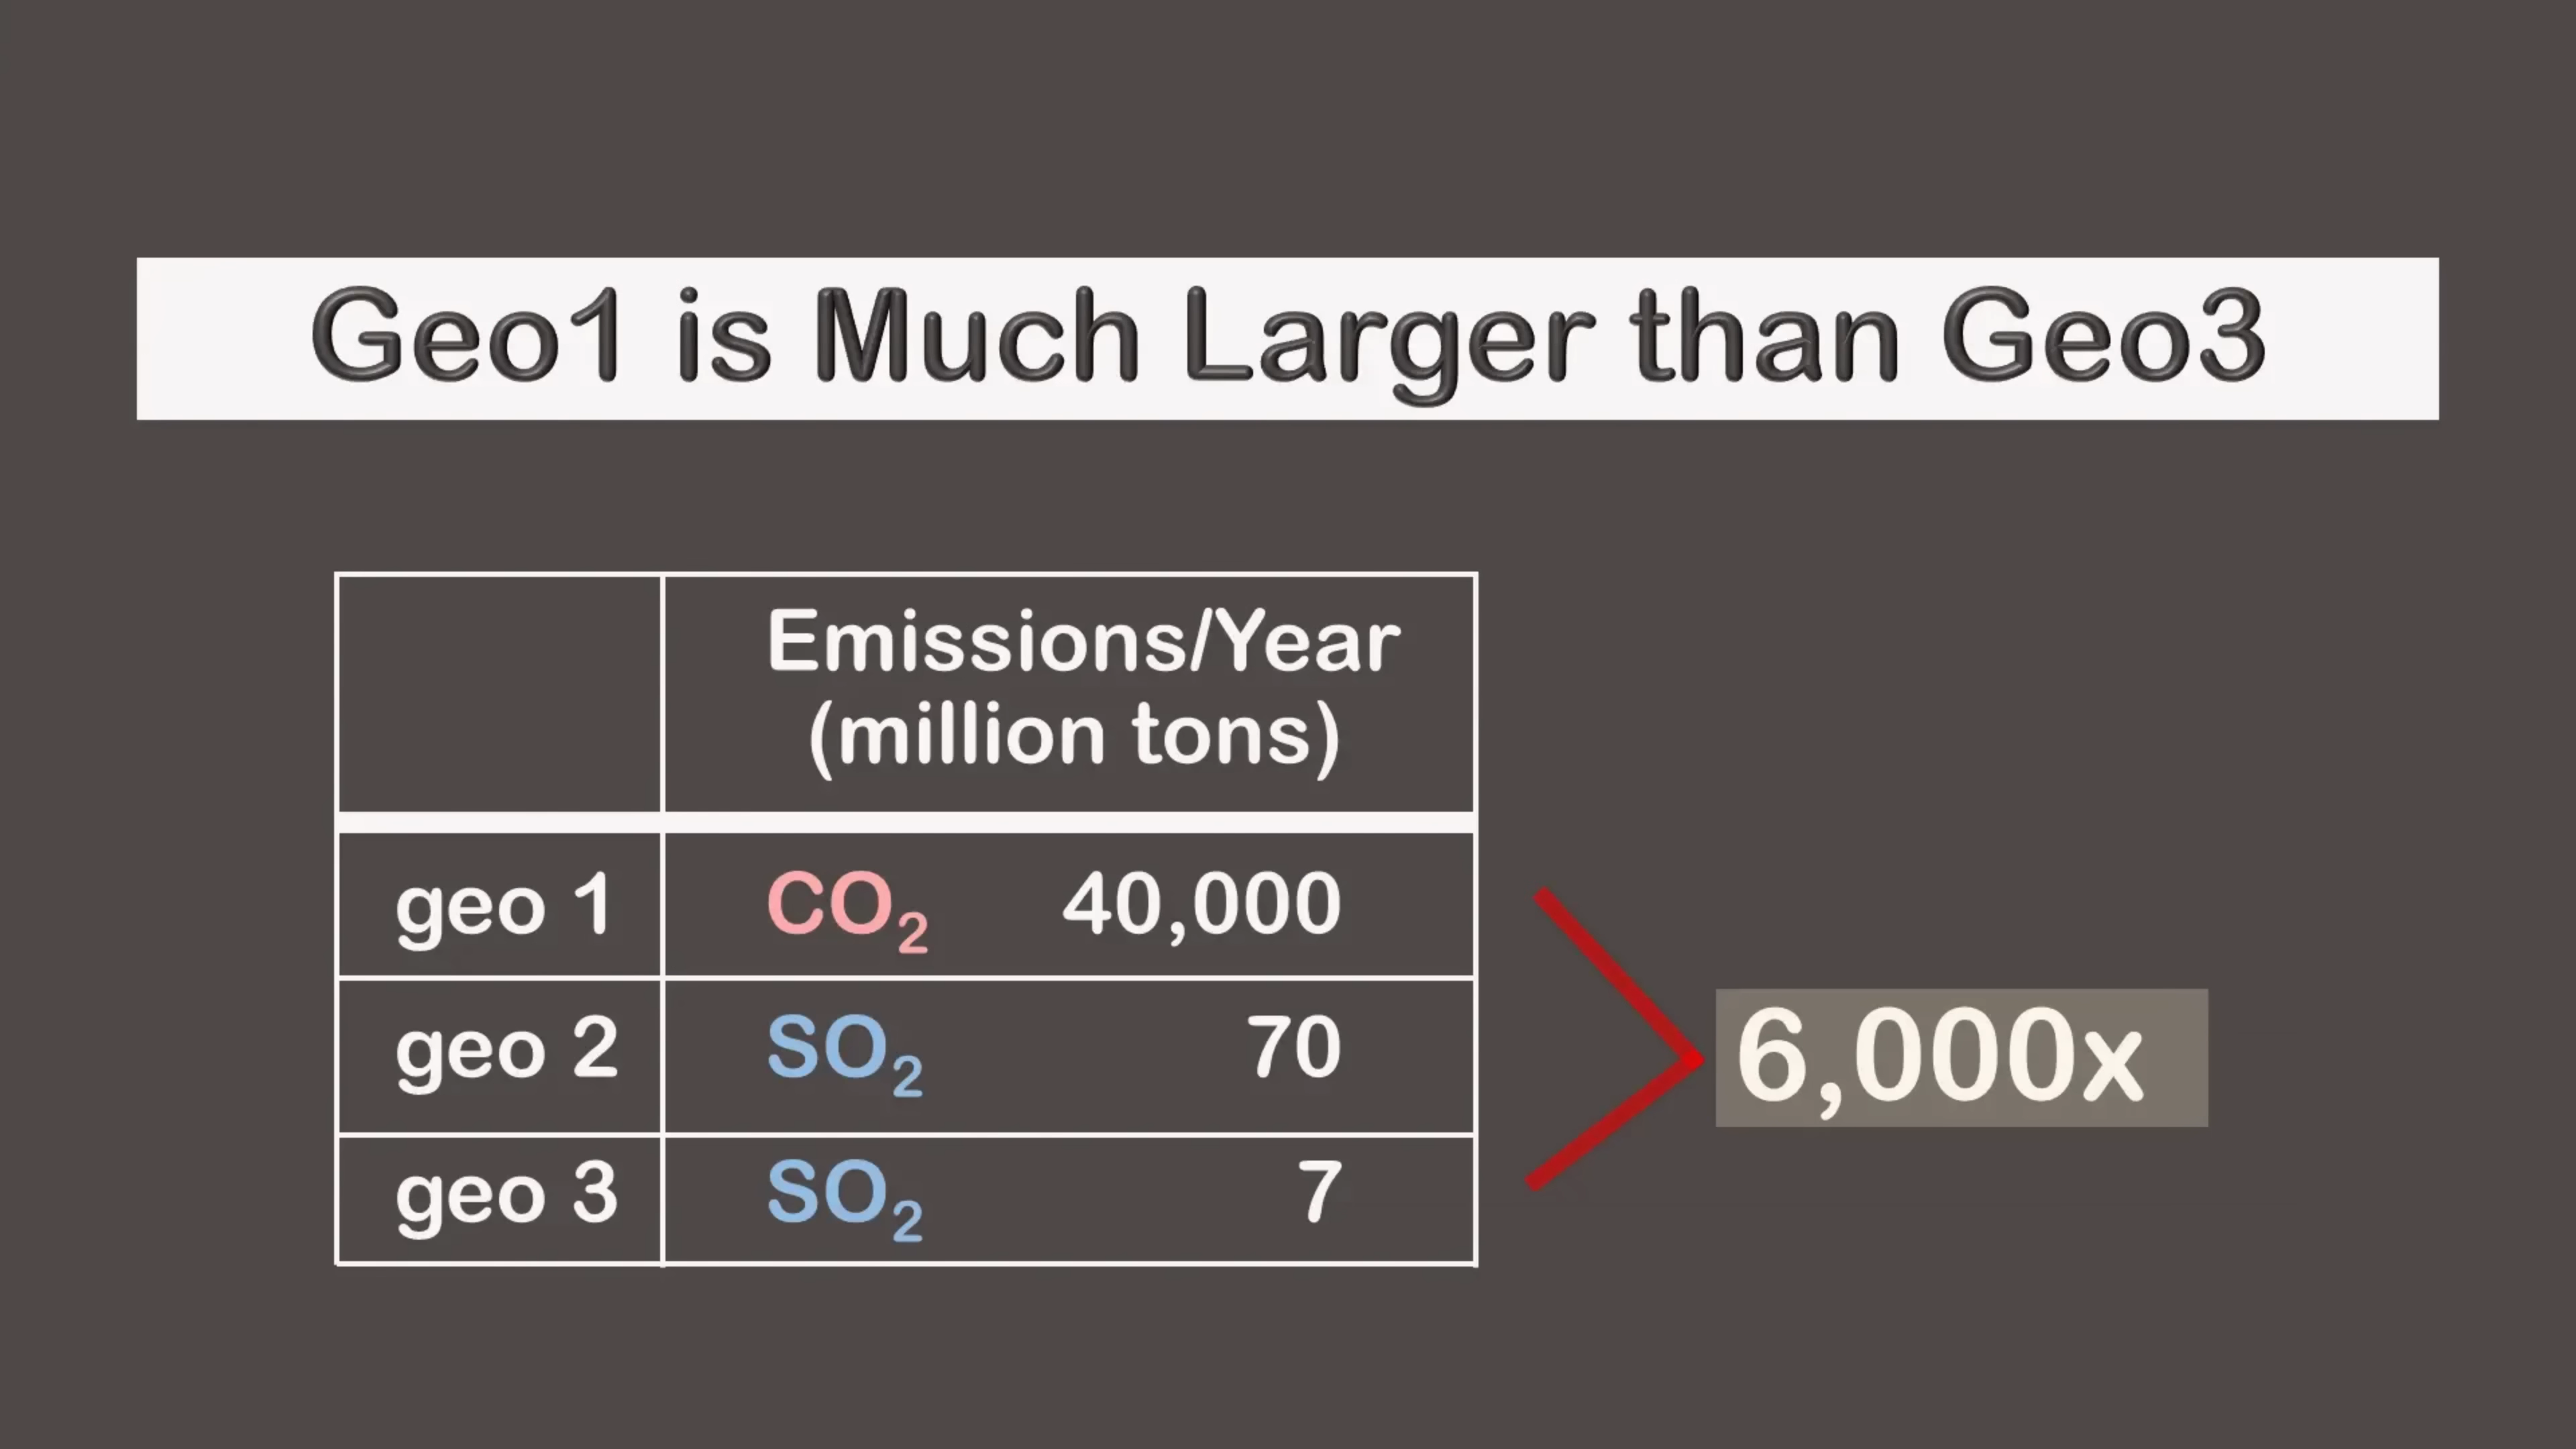 Geo1 is Much Larger than Geo3
Emissions/Year
(million tons)
geo 1 CO₂ 40,000
geo 2 SO₂ 70
6,000x
geo 3 SO₂ 7